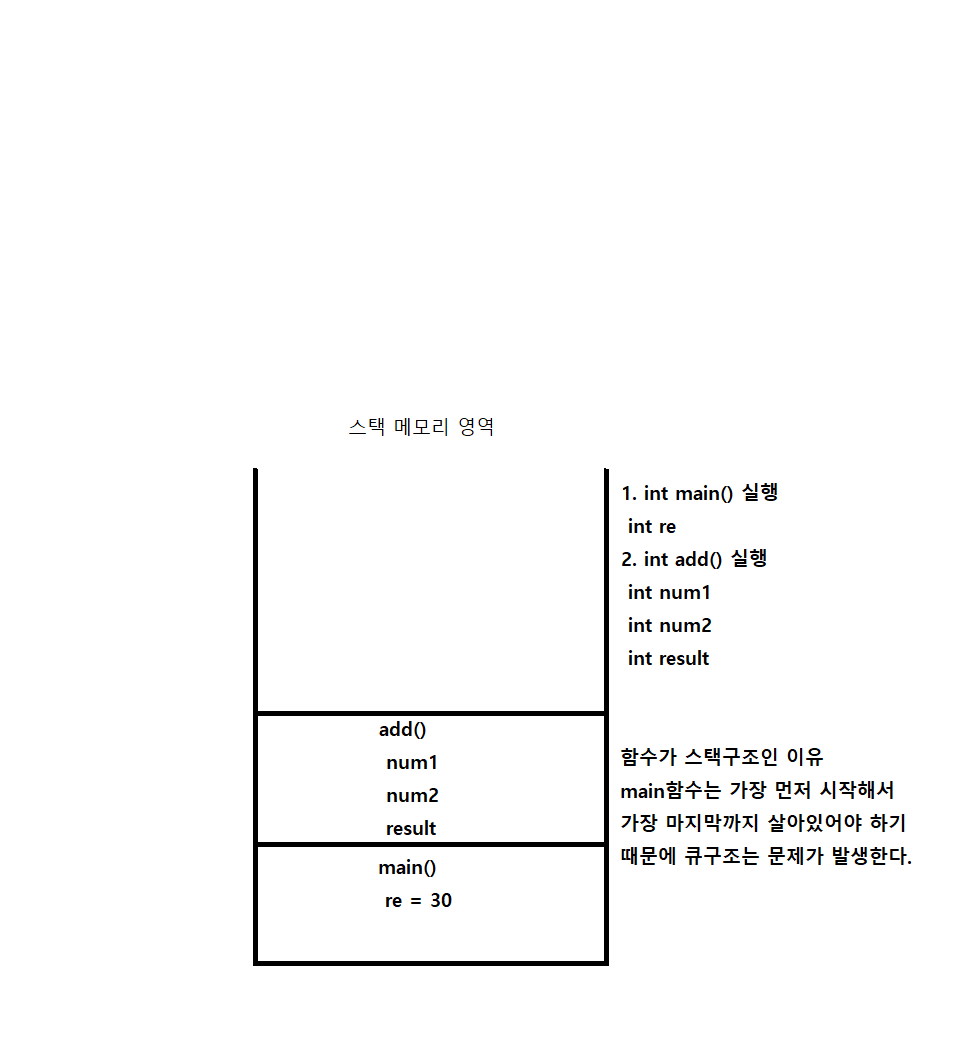 스택 메모리 영역
1. int main() 실행
int re
2. int add() 실행
int num1
int num2
int result
add()
num1
num2
result
main()
re = 30
함수가 스택구조인 이유
main함수는 가장 먼저 시작해서
가장 마지막까지 살아있어야 하기
때문에 큐구조는 문제가 발생한다.